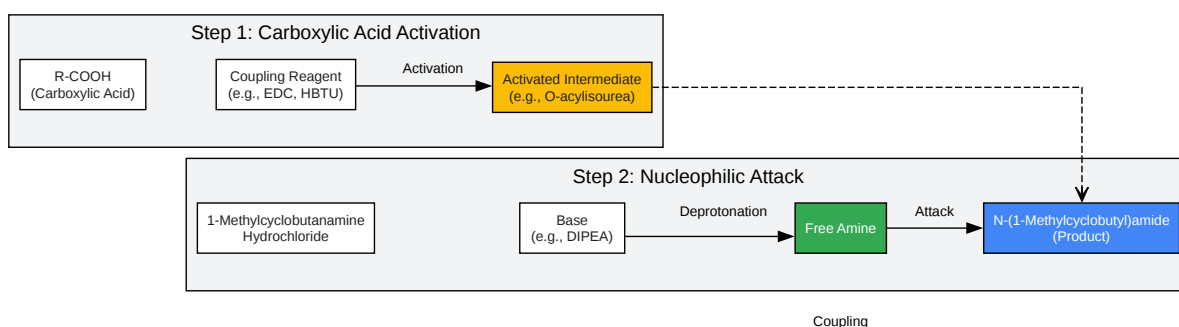 Step 1: Carboxylic Acid Activation
R-COOH
(Carboxylic Acid)
Coupling Reagent
(e.g., EDC, HBTU)
Activation
Activated Intermediate
(e.g., O-acylisourea)
Step 2: Nucleophilic Attack
1-Methylcyclobutanamine
Hydrochloride
Base
(e.g., DIPEA)
Deprotonation
Free Amine
Attack
N-(1-Methylcyclobutyl)amide
(Product)
Coupling